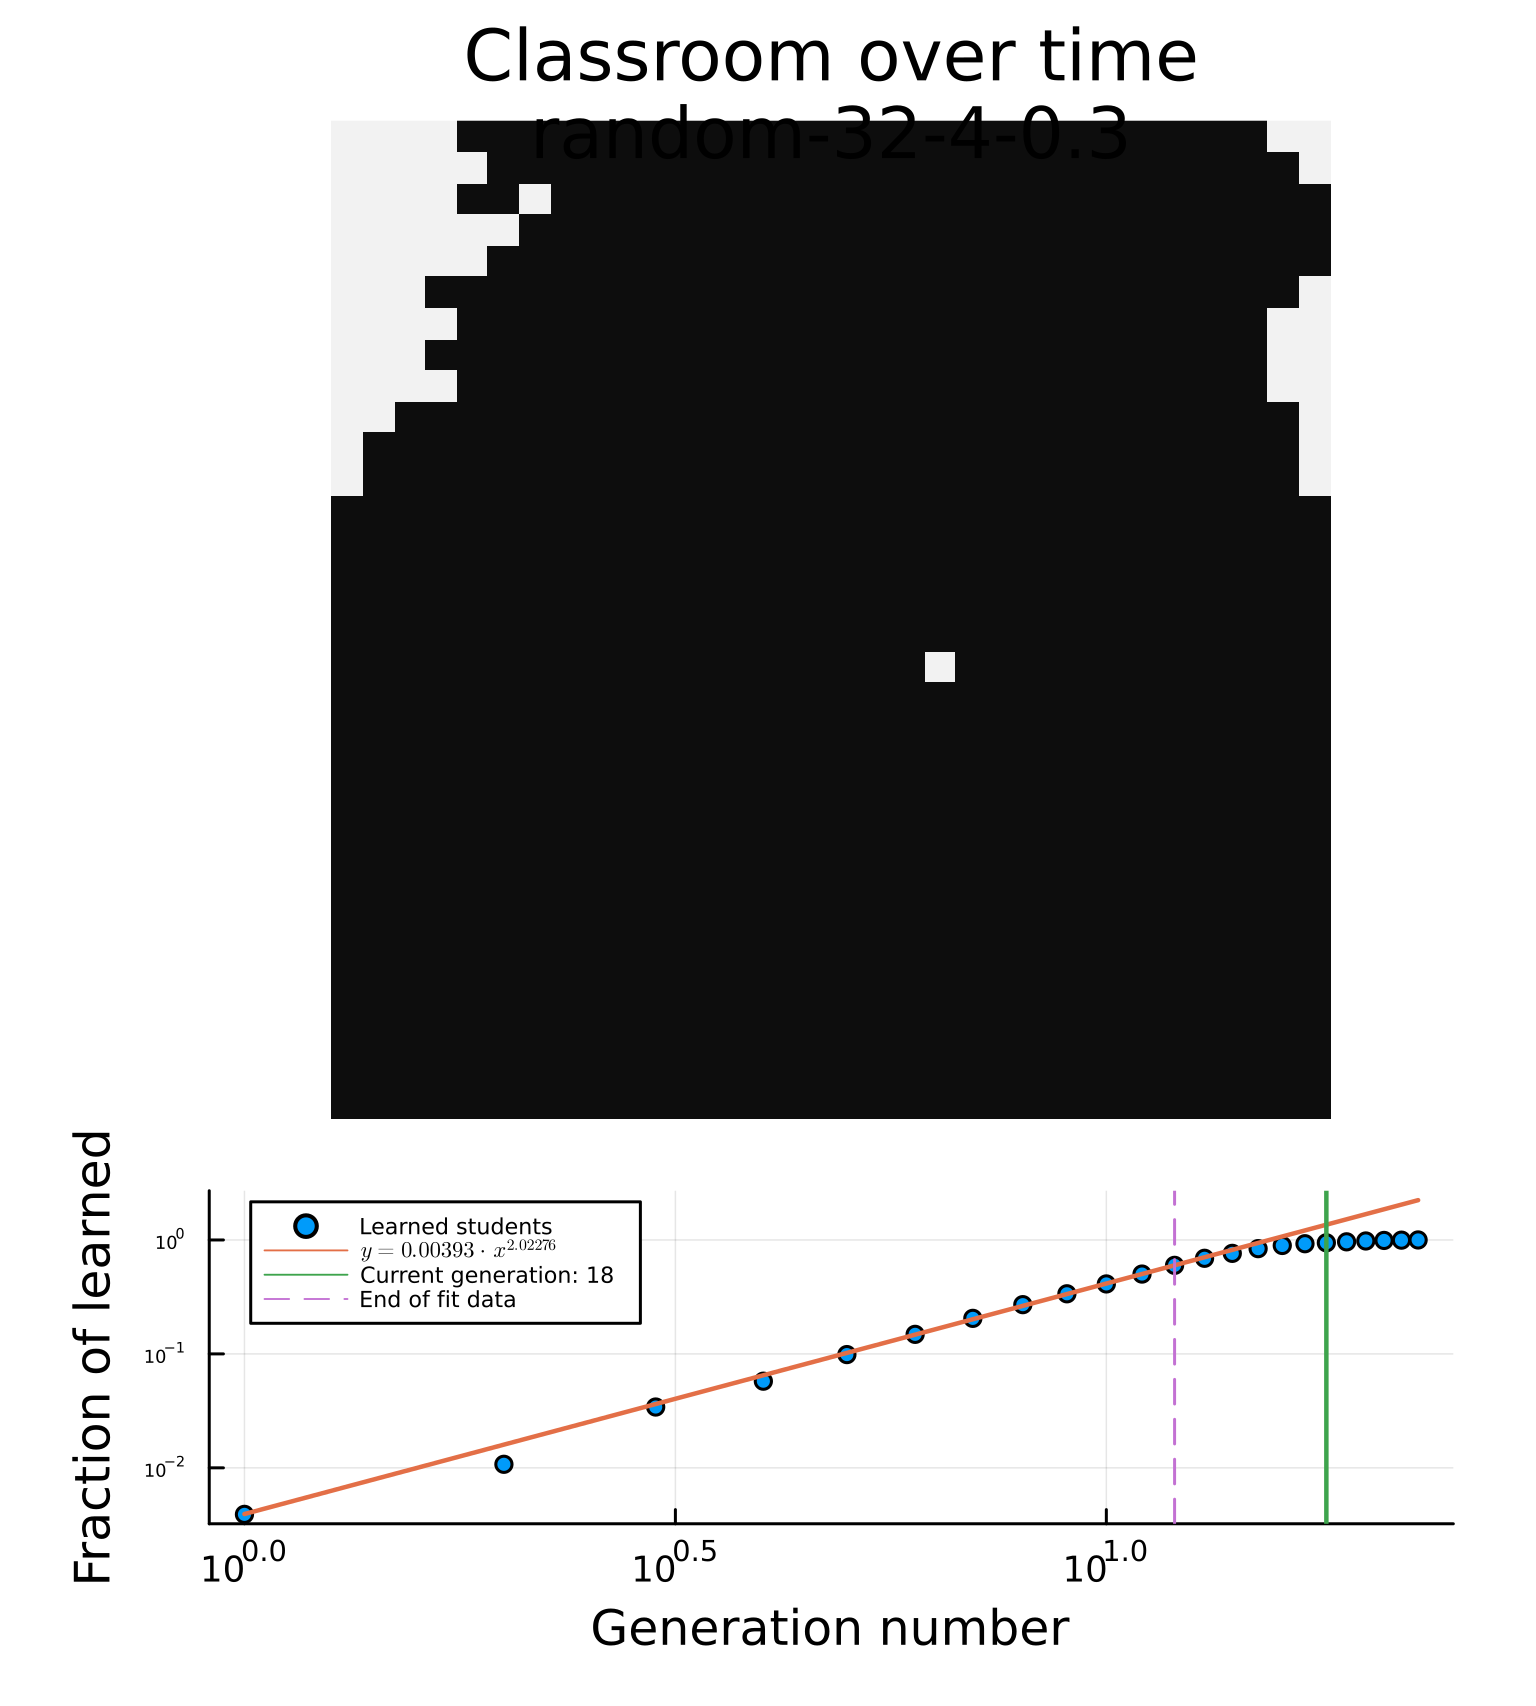 Classroom over time
random-32-4-0.3
Fraction of learned
10^0
10^-1
10^-2
Learned students
y = 0.00393 · x^2.02276
Current generation: 18
End of fit data
10^0.0
10^0.5
10^1.0
Generation number